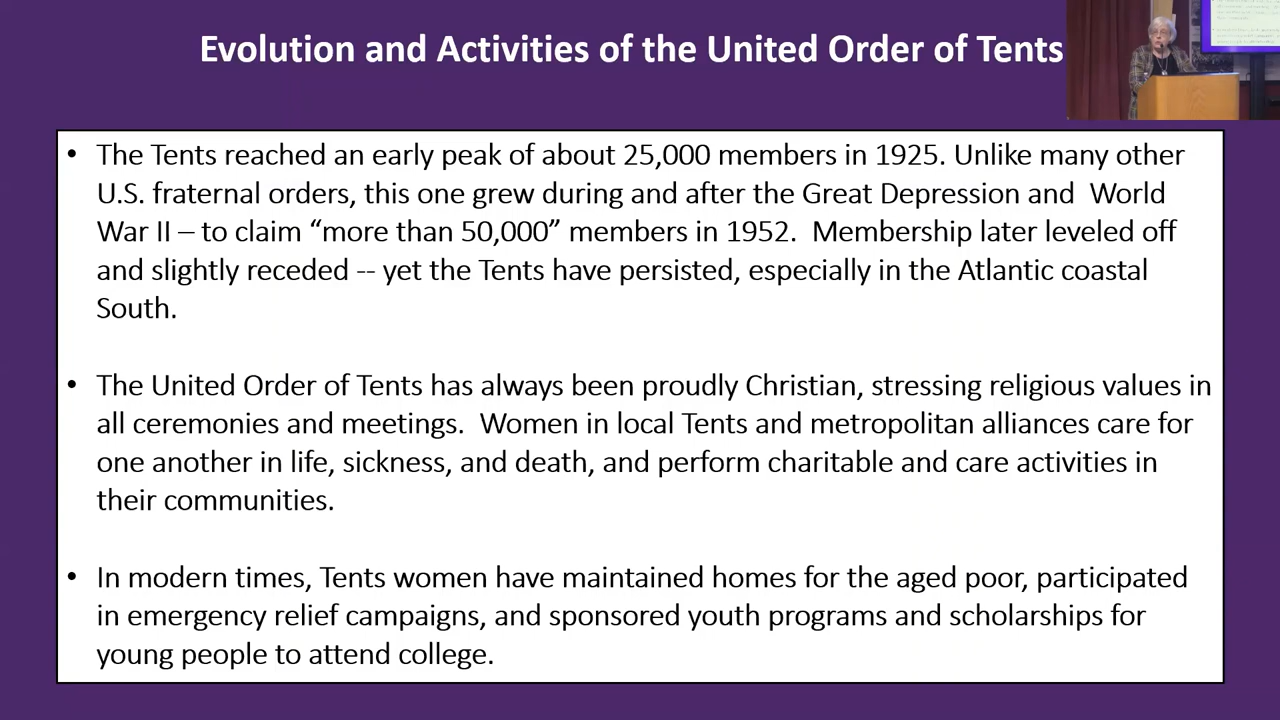 Evolution and Activities of the United Order of Tents
• The Tents reached an early peak of about 25,000 members in 1925. Unlike many other
U.S. fraternal orders, this one grew during and after the Great Depression and World
War II – to claim “more than 50,000” members in 1952. Membership later leveled off
and slightly receded -- yet the Tents have persisted, especially in the Atlantic coastal
South.
• The United Order of Tents has always been proudly Christian, stressing religious values in
all ceremonies and meetings. Women in local Tents and metropolitan alliances care for
one another in life, sickness, and death, and perform charitable and care activities in
their communities.
• In modern times, Tents women have maintained homes for the aged poor, participated
in emergency relief campaigns, and sponsored youth programs and scholarships for
young people to attend college.